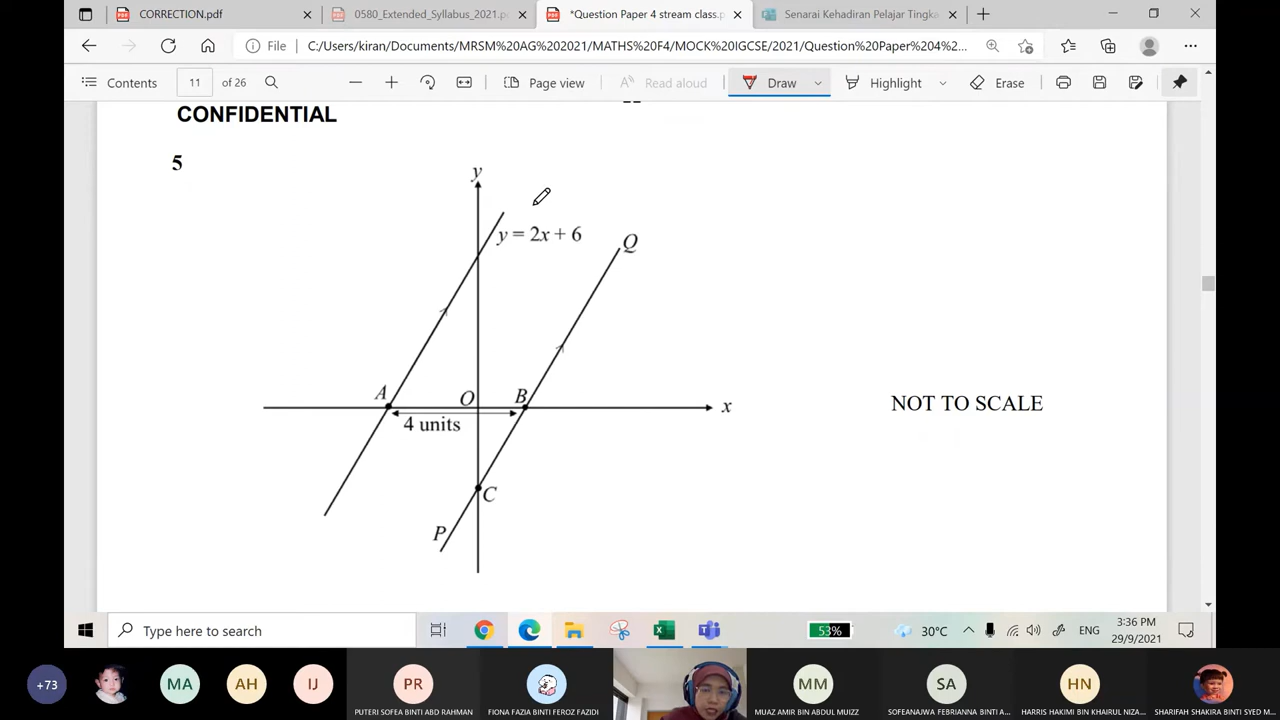 CORRECTION.pdf
0580_Extended_Syllabus_2021.pdf
*Question Paper 4 stream class.p
Senarai Kehadiran Pelajar Tingka
File
C:/Users/kiran/Documents/MRSM%20AG%202021/MATHS%20F4/MOCK%20IGCSE/2021/Question%20Paper%204%2...
Contents
11
of 26
Page view
Read aloud
Draw
Highlight
Erase
CONFIDENTIAL
5
y
y = 2x + 6
Q
A
O
B
x
4 units
NOT TO SCALE
C
P
Type here to search
53%
30°C
ENG
3:36 PM
29/9/2021
+73
MA
AH
IJ
PR
MM
SA
HN
PUTERI SOFEA BINTI ABD RAHMAN
FIONA FAZIA BINTI FEROZ FAZIDI
MUAZ AMIR BIN ABDUL MUIZZ
SOFEANAJWA FEBRIANNA BINTI A...
HARRIS HAKIMI BIN KHAIRUL NIZA...
SHARIFAH SHAKIRA BINTI SYED M...